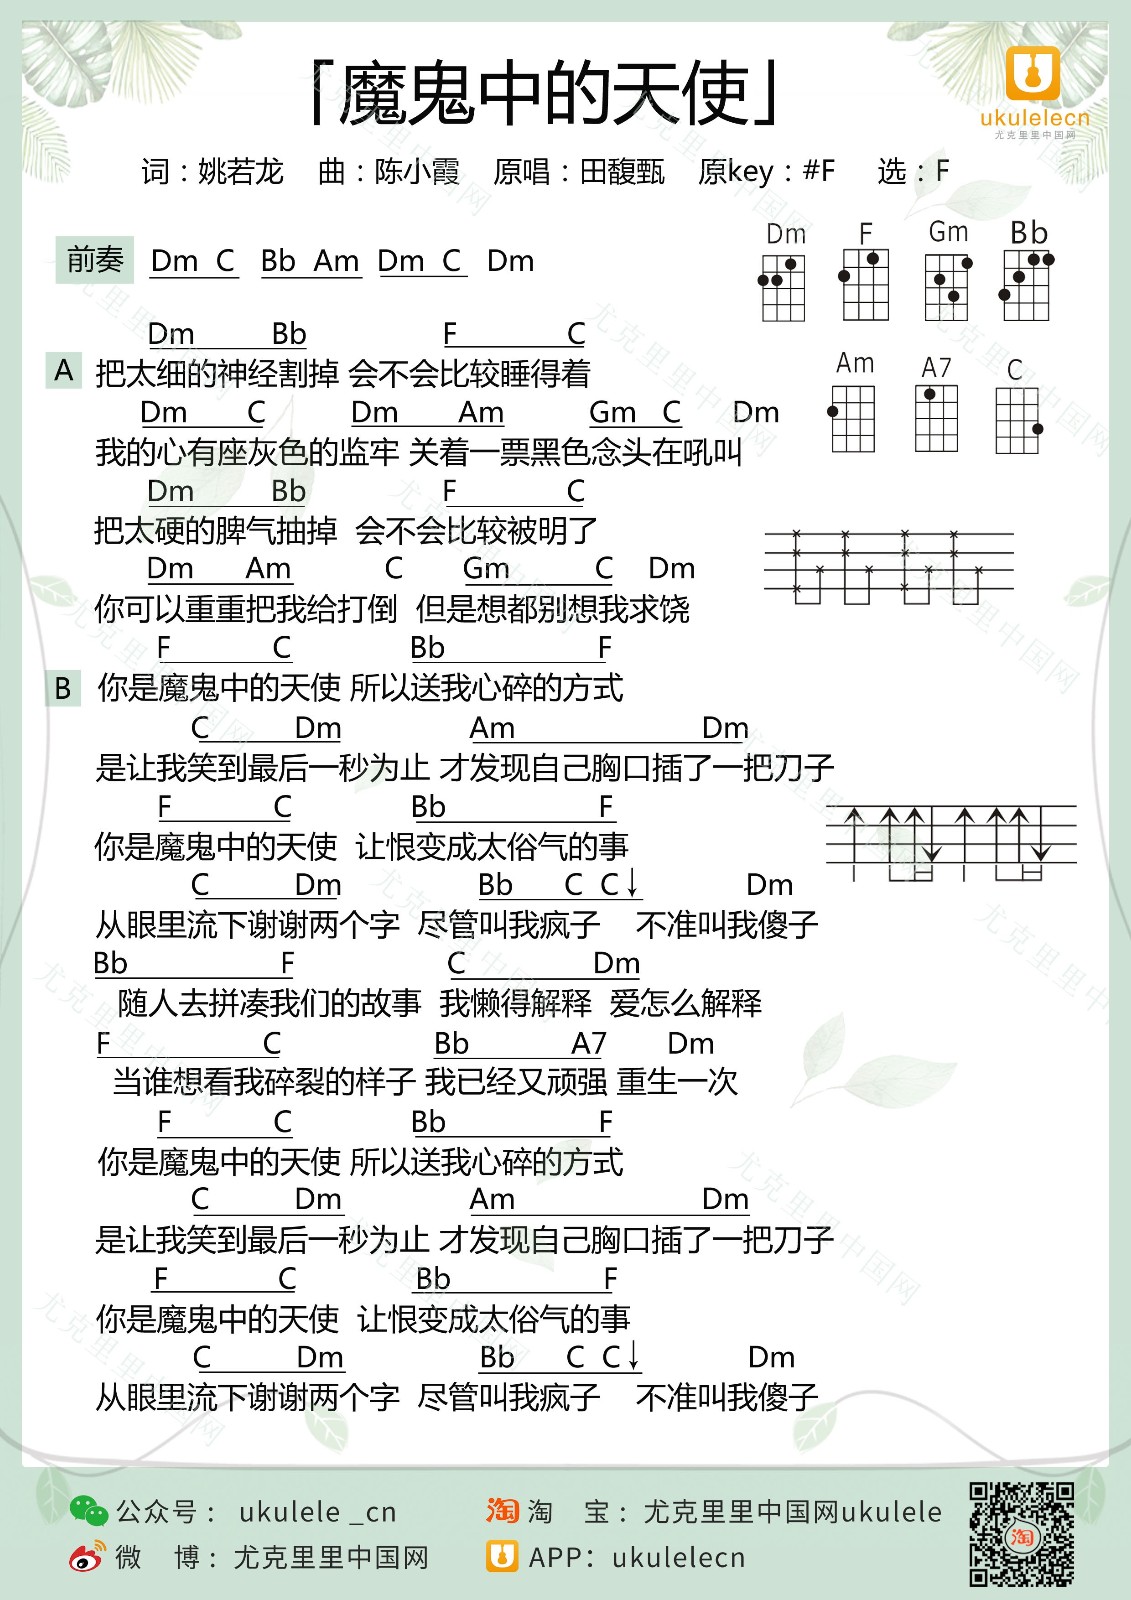 「魔鬼中的天使」
ukulelecn
尤克里里中国网
词：姚若龙 曲：陈小霞 原唱：田馥甄 原key：#F 选：F
Dm F Gm Bb
前奏 Dm C Bb Am Dm C Dm
Am A7 C
Dm Bb F C
A 把太细的神经割掉 会不会比较睡得着
Dm C Dm Am Gm C Dm
我的心有座灰色的监牢 关着一票黑色念头在吼叫
Dm Bb F C
把太硬的脾气抽掉 会不会比较被明了
Dm Am C Gm C Dm
你可以重重把我给打倒 但是想都别想我求饶
F C Bb F
B 你是魔鬼中的天使 所以送我心碎的方式
C Dm Am Dm
是让我笑到最后一秒为止 才发现自己胸口插了一把刀子
F C Bb F
你是魔鬼中的天使 让恨变成太俗气的事
C Dm Bb C C↓ Dm
从眼里流下谢谢两个字 尽管叫我疯子 不准叫我傻子
Bb F C Dm
随人去拼凑我们的故事 我懒得解释 爱怎么解释
F C Bb A7 Dm
当谁想看我碎裂的样子 我已经又顽强 重生一次
F C Bb F
你是魔鬼中的天使 所以送我心碎的方式
C Dm Am Dm
是让我笑到最后一秒为止 才发现自己胸口插了一把刀子
F C Bb F
你是魔鬼中的天使 让恨变成太俗气的事
C Dm Bb C C↓ Dm
从眼里流下谢谢两个字 尽管叫我疯子 不准叫我傻子
公众号：ukulele _cn 淘 淘 宝：尤克里里中国网ukulele
微 博：尤克里里中国网 APP：ukulelecn
淘